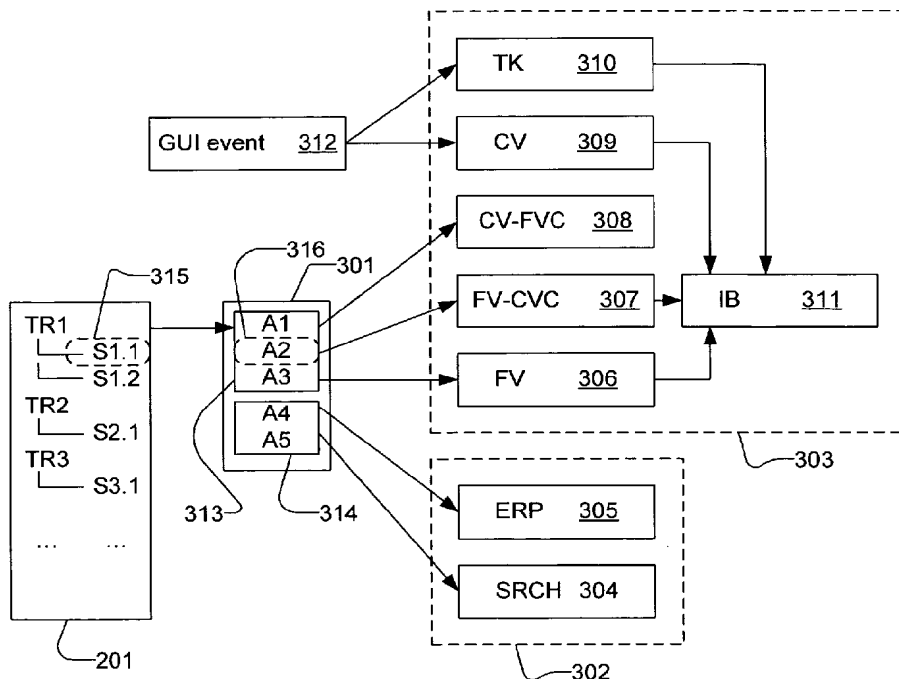 TK 310
GUI event 312
CV 309
CV-FVC 308
316
301
315
TR1
S1.1
S1.2
TR2
S2.1
TR3
S3.1
... ...
A1
A2
A3
A4
A5
FV-CVC 307
IB 311
FV 306
303
313
314
ERP 305
SRCH 304
201
302